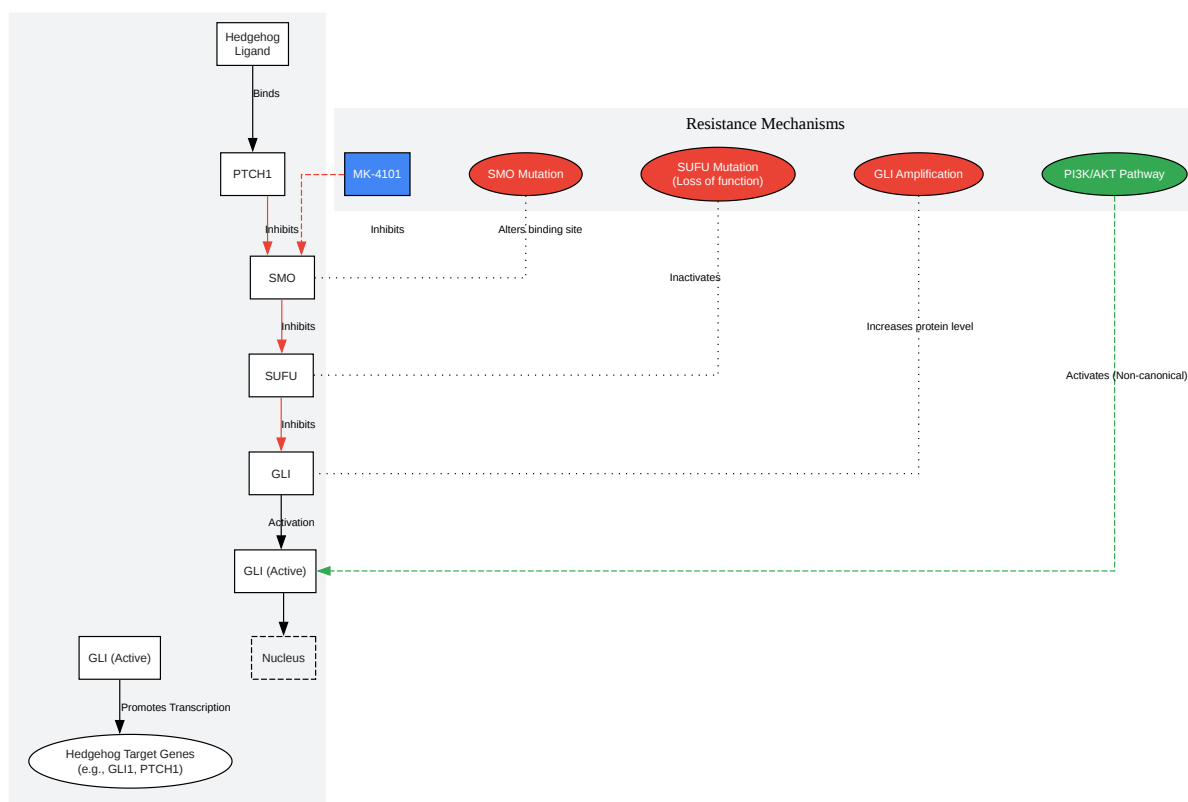 Hedgehog
Ligand
Binds
Resistance Mechanisms
PTCH1
MK-4101
SMO Mutation
SUFU Mutation
(Loss of function)
GLI Amplification
PI3K/AKT Pathway
Inhibits
Inhibits
Alters binding site
SMO
Inactivates
Inhibits
Increases protein level
SUFU
Activates (Non-canonical)
Inhibits
GLI
Activation
GLI (Active)
GLI (Active)
Nucleus
Promotes Transcription
Hedgehog Target Genes
(e.g., GLI1, PTCH1)